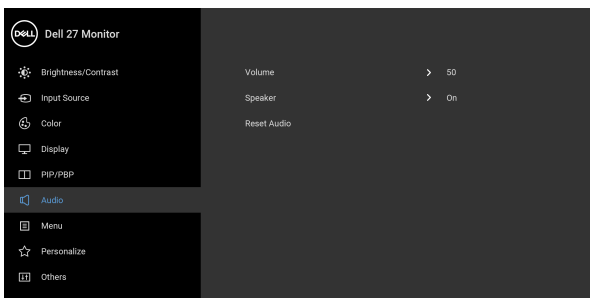 DELL Dell 27 Monitor
Brightness/Contrast
Input Source
Color
Display
PIP/PBP
Audio
Menu
Personalize
Others
Volume > 50
Speaker > On
Reset Audio